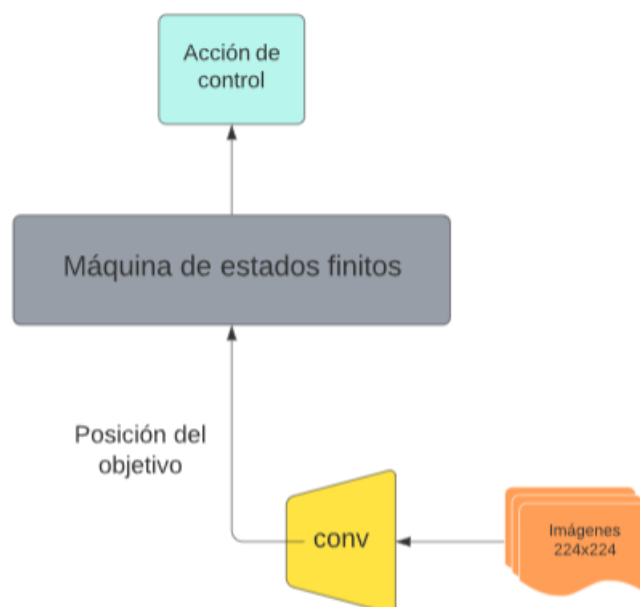 Acción de
control
Máquina de estados finitos
Posición del
objetivo
conv
Imágenes
224x224